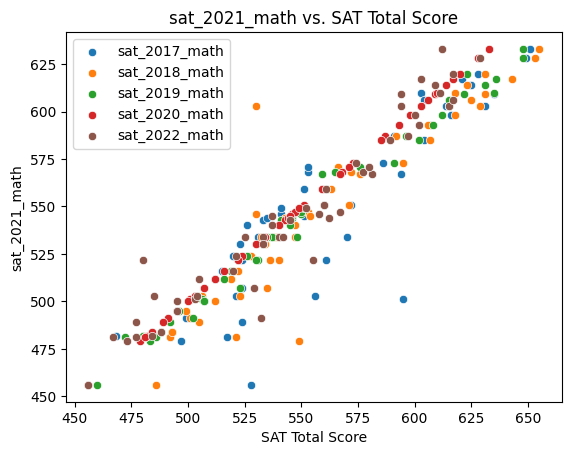 sat_2021_math vs. SAT Total Score
sat_2017_math
sat_2018_math
sat_2019_math
sat_2020_math
sat_2022_math
625
600
575
550
525
500
475
450
sat_2021_math
450 475 500 525 550 575 600 625 650
SAT Total Score